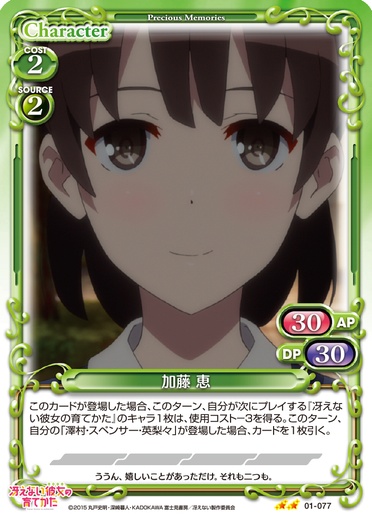 Precious Memories
Character
COST
2
SOURCE
2
30 AP
DP 30
加藤 恵
このカードが登場した場合、このターン、自分が次にプレイする『冴えな
い彼女の育てかた』のキャラ1枚は、使用コスト－3を得る。このターン、
自分の「澤村・スペンサー・英梨々」が登場した場合、カードを1枚引く。
ううん、嬉しいことがあっただけ。それも二つも。
冴えない彼女の
育てかた
01-077
©2015 丸戸史明・深崎暮人・KADOKAWA 富士見書房／冴えない製作委員会